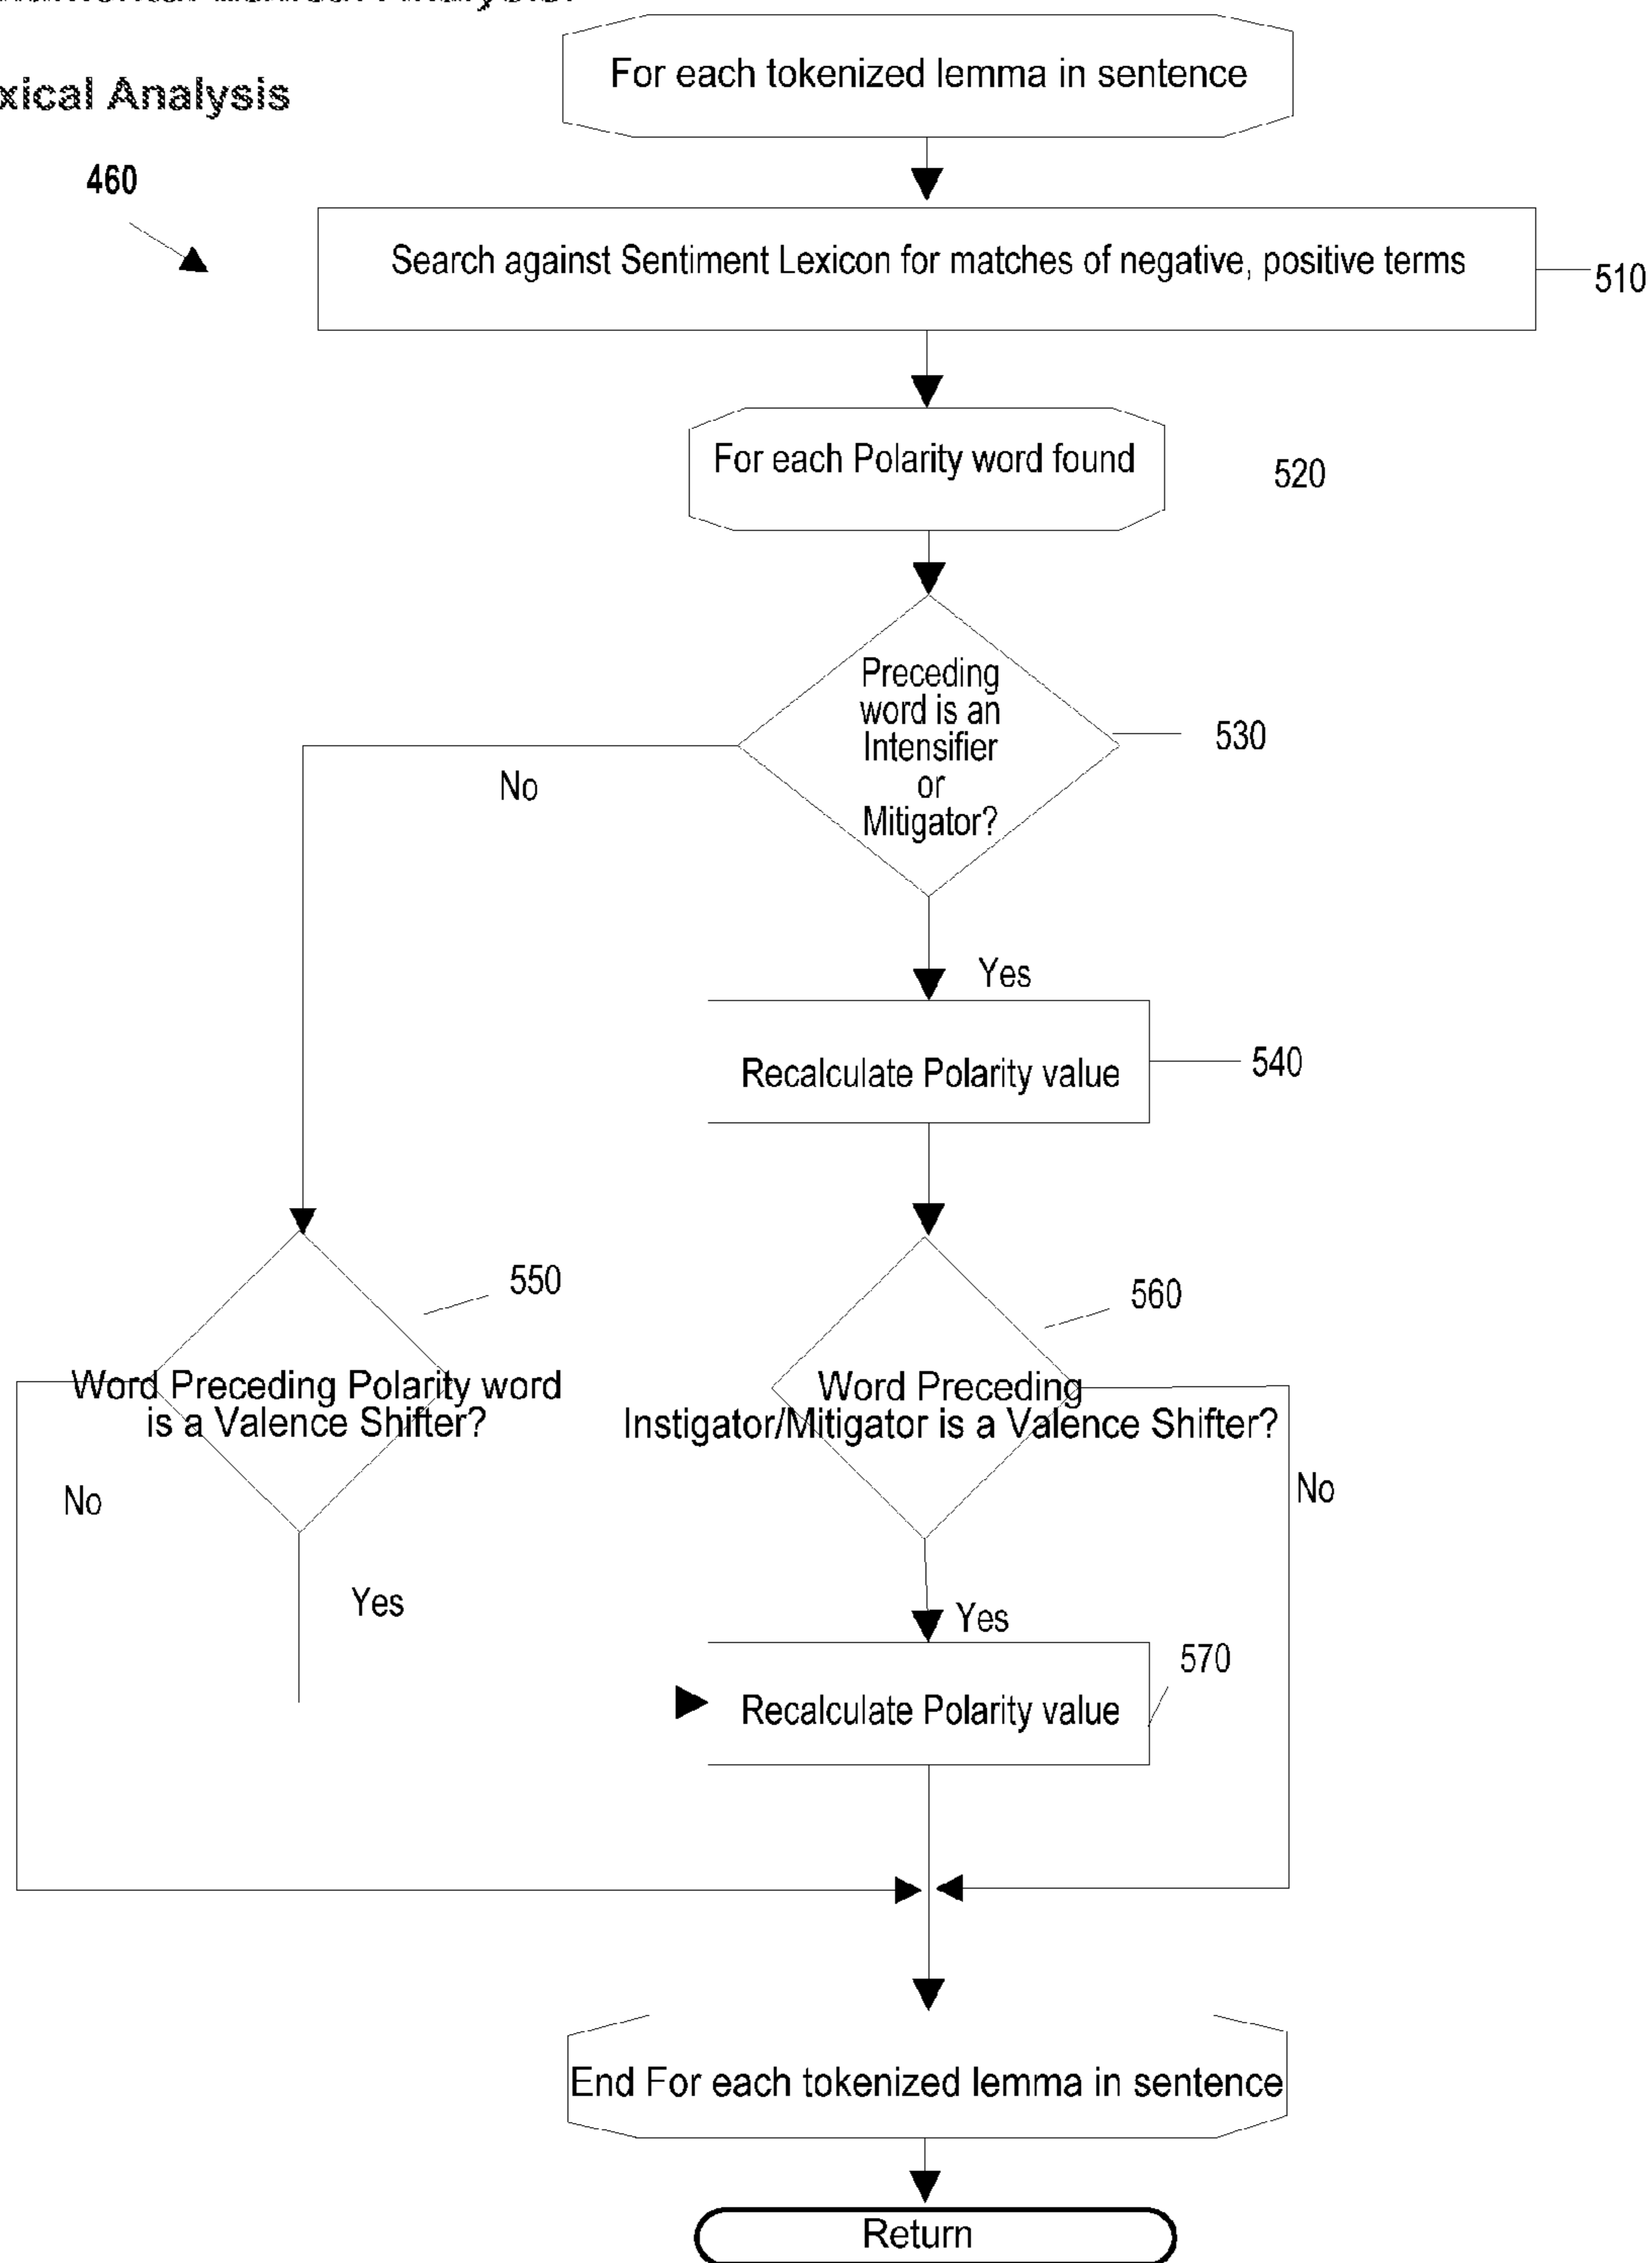 xical Analysis
For each tokenized lemma in sentence
460
Search against Sentiment Lexicon for matches of negative, positive terms
510
For each Polarity word found
520
Preceding
word is an
Intensifier
or
Mitigator?
530
No
Yes
Recalculate Polarity value
540
550
560
Word Preceding Polarity word
is a Valence Shifter?
Word Preceding
Instigator/Mitigator is a Valence Shifter?
No
No
Yes
Yes
570
Recalculate Polarity value
End For each tokenized lemma in sentence
Return